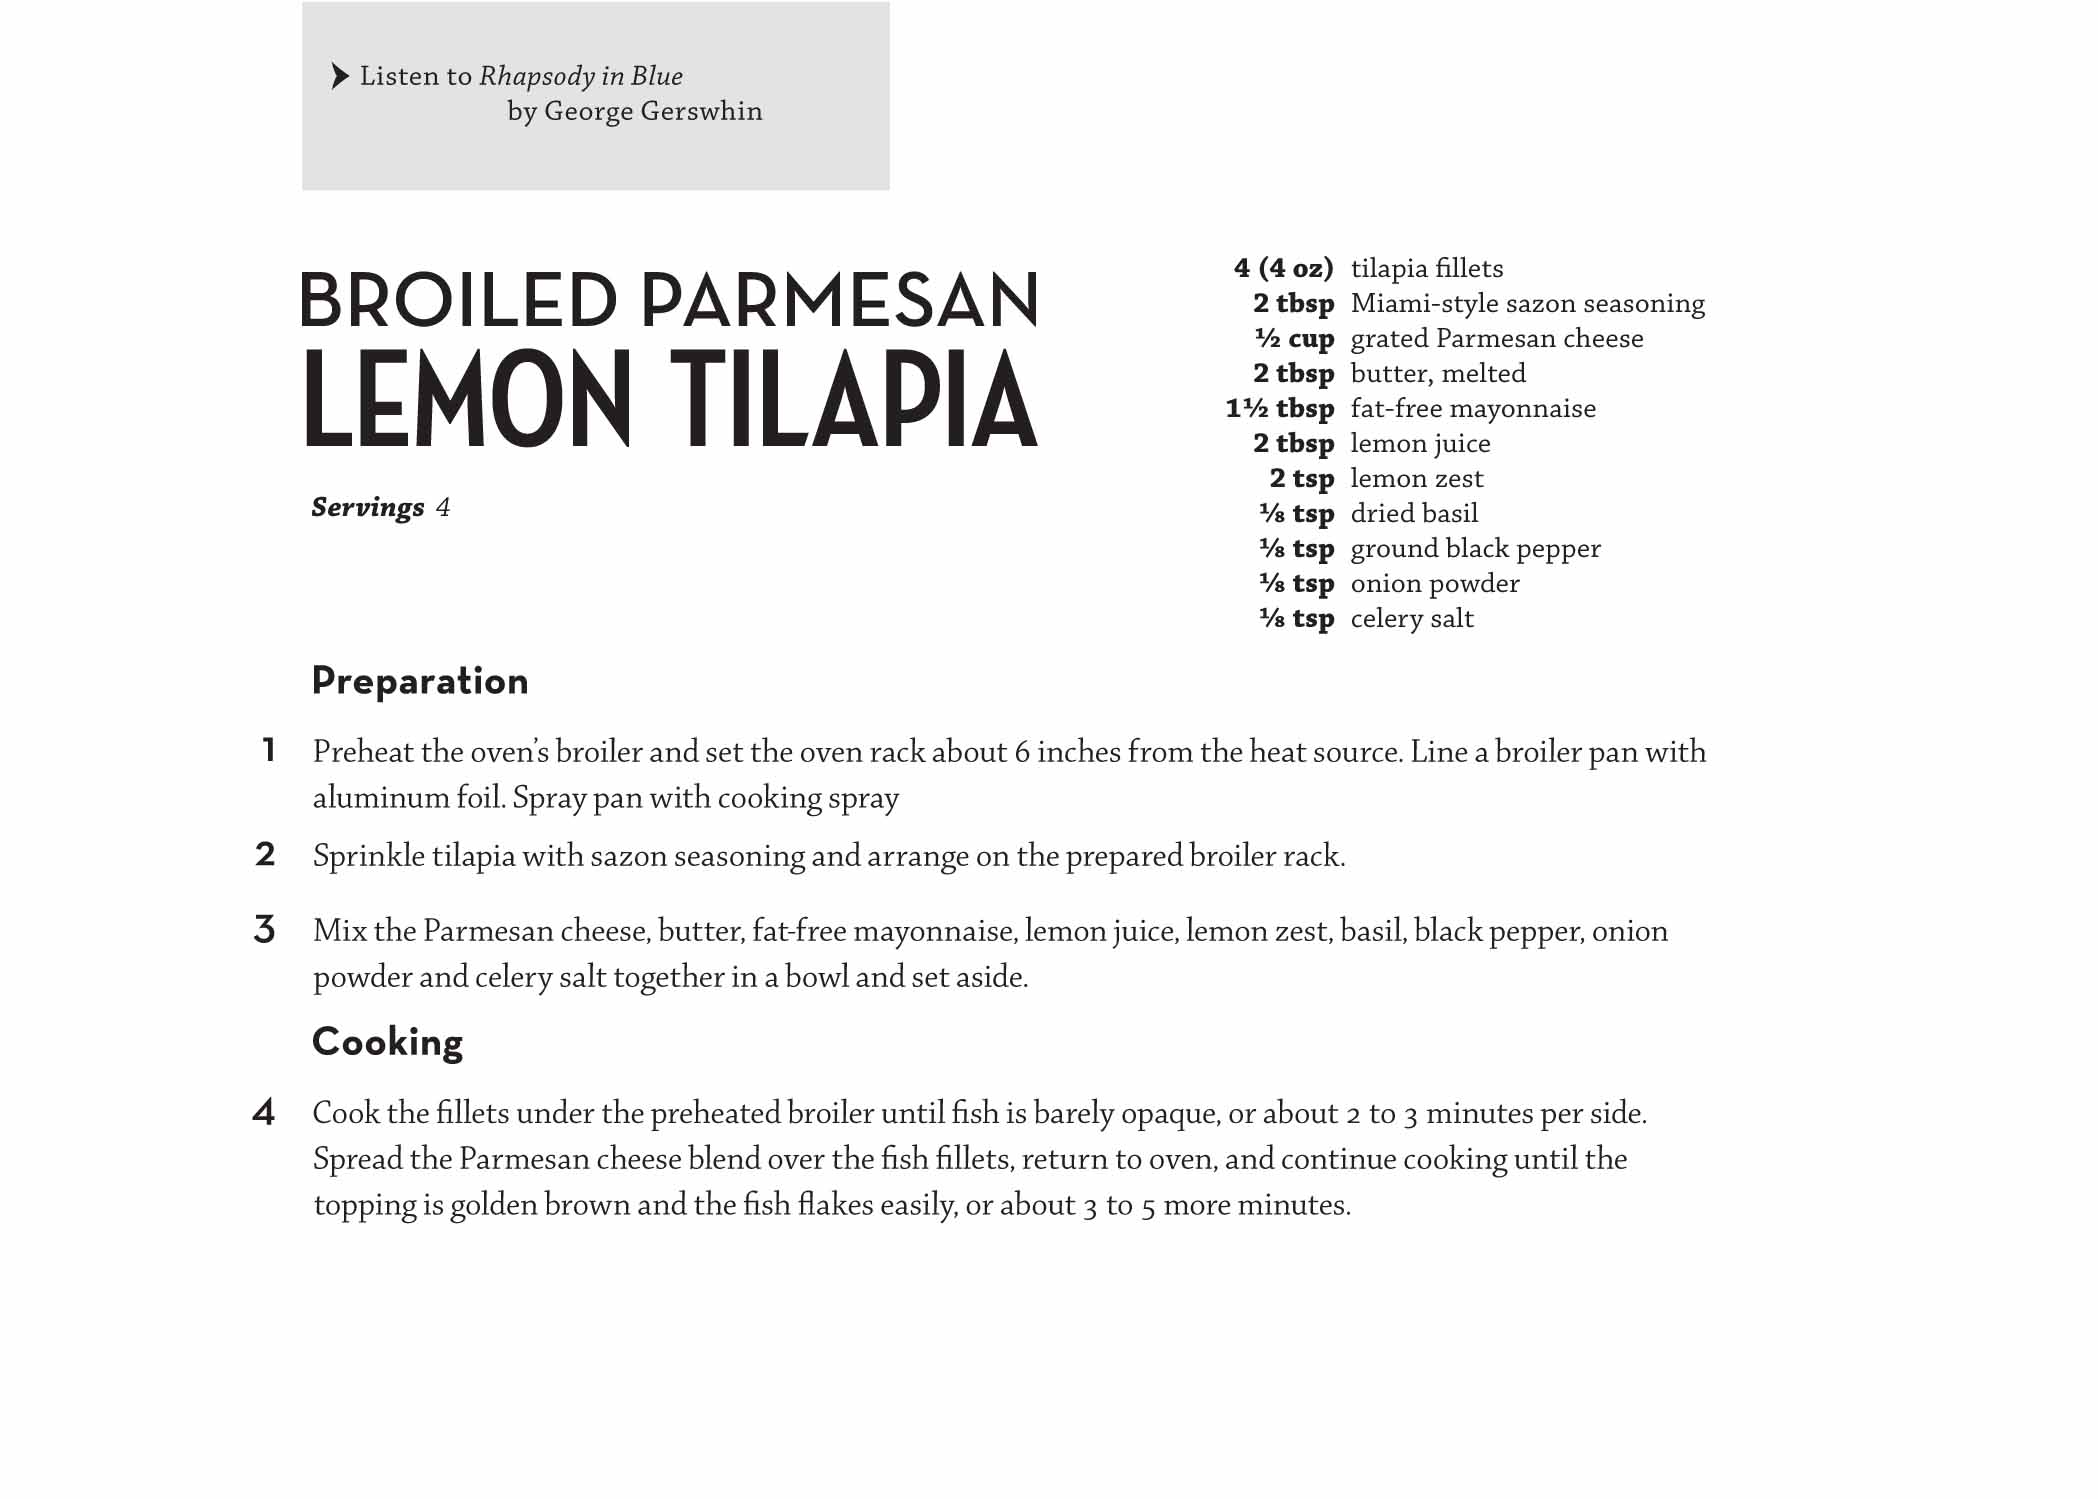 ➤ Listen to Rhapsody in Blue
by George Gerswhin
BROILED PARMESAN
LEMON TILAPIA
Servings 4
4 (4 oz) tilapia fillets
2 tbsp Miami-style sazon seasoning
½ cup grated Parmesan cheese
2 tbsp butter, melted
1½ tbsp fat-free mayonnaise
2 tbsp lemon juice
2 tsp lemon zest
⅛ tsp dried basil
⅛ tsp ground black pepper
⅛ tsp onion powder
⅛ tsp celery salt
Preparation
1 Preheat the oven’s broiler and set the oven rack about 6 inches from the heat source. Line a broiler pan with
aluminum foil. Spray pan with cooking spray
2 Sprinkle tilapia with sazon seasoning and arrange on the prepared broiler rack.
3 Mix the Parmesan cheese, butter, fat-free mayonnaise, lemon juice, lemon zest, basil, black pepper, onion
powder and celery salt together in a bowl and set aside.
Cooking
4 Cook the fillets under the preheated broiler until fish is barely opaque, or about 2 to 3 minutes per side.
Spread the Parmesan cheese blend over the fish fillets, return to oven, and continue cooking until the
topping is golden brown and the fish flakes easily, or about 3 to 5 more minutes.